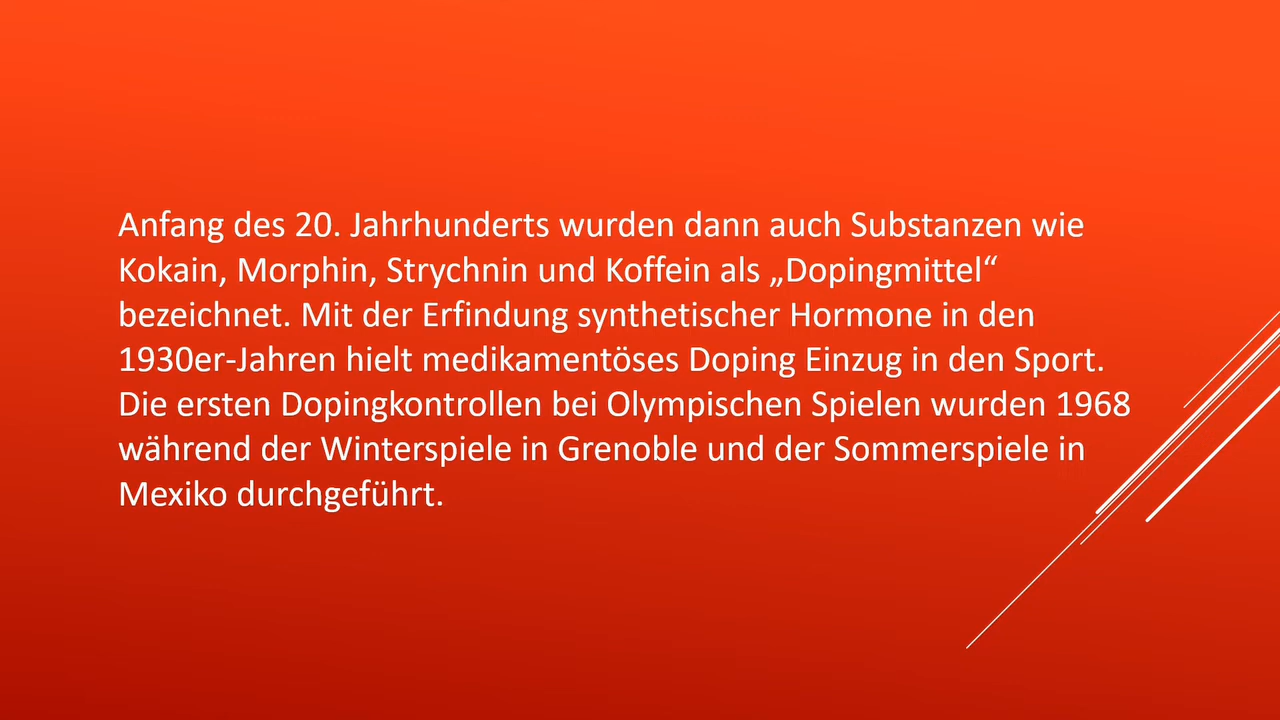 Anfang des 20. Jahrhunderts wurden dann auch Substanzen wie
Kokain, Morphin, Strychnin und Koffein als „Dopingmittel“
bezeichnet. Mit der Erfindung synthetischer Hormone in den
1930er-Jahren hielt medikamentöses Doping Einzug in den Sport.
Die ersten Dopingkontrollen bei Olympischen Spielen wurden 1968
während der Winterspiele in Grenoble und der Sommerspiele in
Mexiko durchgeführt.